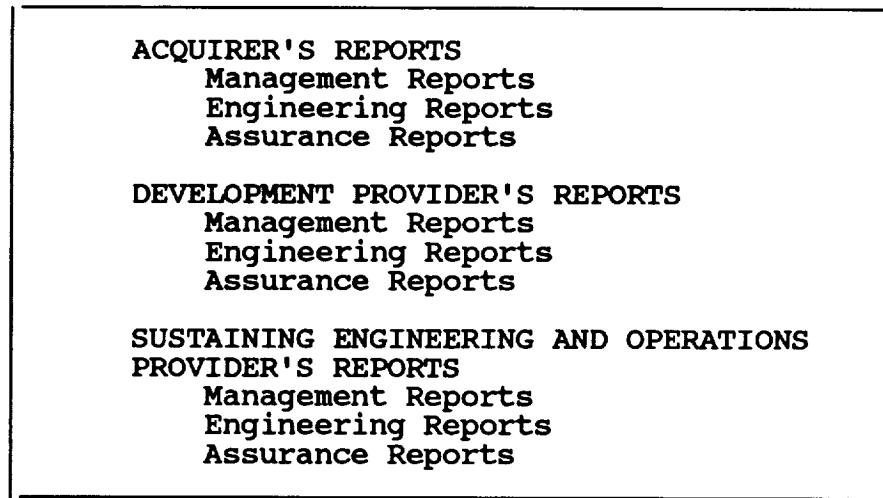 ACQUIRER'S REPORTS
Management Reports
Engineering Reports
Assurance Reports
DEVELOPMENT PROVIDER'S REPORTS
Management Reports
Engineering Reports
Assurance Reports
SUSTAINING ENGINEERING AND OPERATIONS
PROVIDER'S REPORTS
Management Reports
Engineering Reports
Assurance Reports